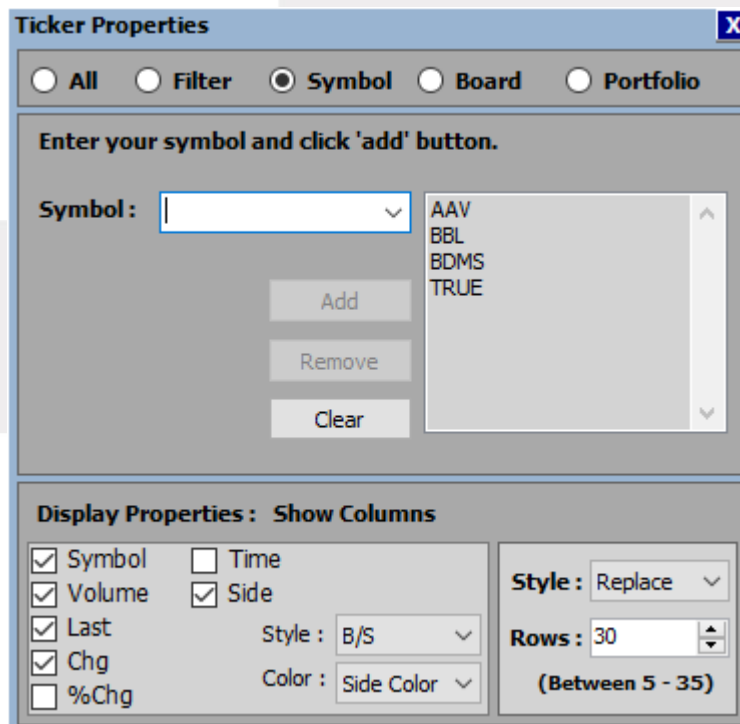 Ticker Properties X
All Filter Symbol Board Portfolio
Enter your symbol and click 'add' button.
Symbol :
AAV
BBL
BDMS
TRUE
Add
Remove
Clear
Display Properties : Show Columns
Symbol Time
Volume Side
Last Style : B/S
Chg Color : Side Color
%Chg
Style : Replace
Rows : 30
(Between 5 - 35)